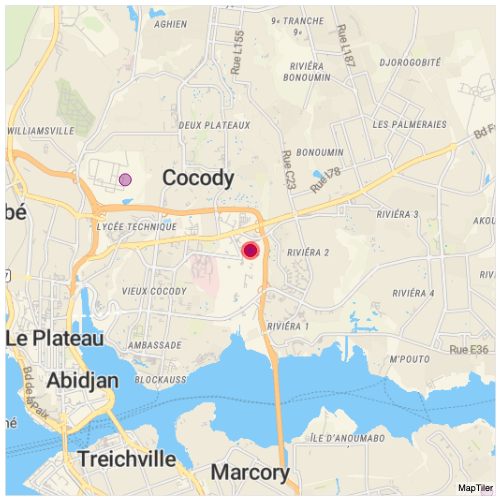 AGHIEN
9ᵉ TRANCHE
9ᵉ
Rue L155
Rue L187
DJOROGOBITÉ
RIVIÉRA
BONOUMIN
WILLIAMSVILLE
DEUX PLATEAUX
LES PALMERAIES
Bd F
BONOUMIN
Rue C23
Rue I78
Cocody
bé
LYCÉE TECHNIQUE
RIVIÉRA 3
AKOU
RIVIÉRA 2
VIEUX COCODY
RIVIÉRA 4
RIVIÉRA 1
Le Plateau
AMBASSADE
Rue E36
M'POUTO
BLOCKAUSS
Abidjan
Bd de la Paix
né
ÎLE D'ANOUMABO
Treichville
Marcory
MapTiler